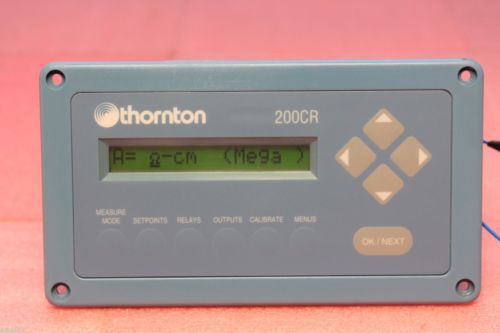 thornton
200CR
A= Ω-cm (Mega )
MEASURE MODE
SETPOINTS
RELAYS
OUTPUTS
CALIBRATE
MENUS
OK / NEXT